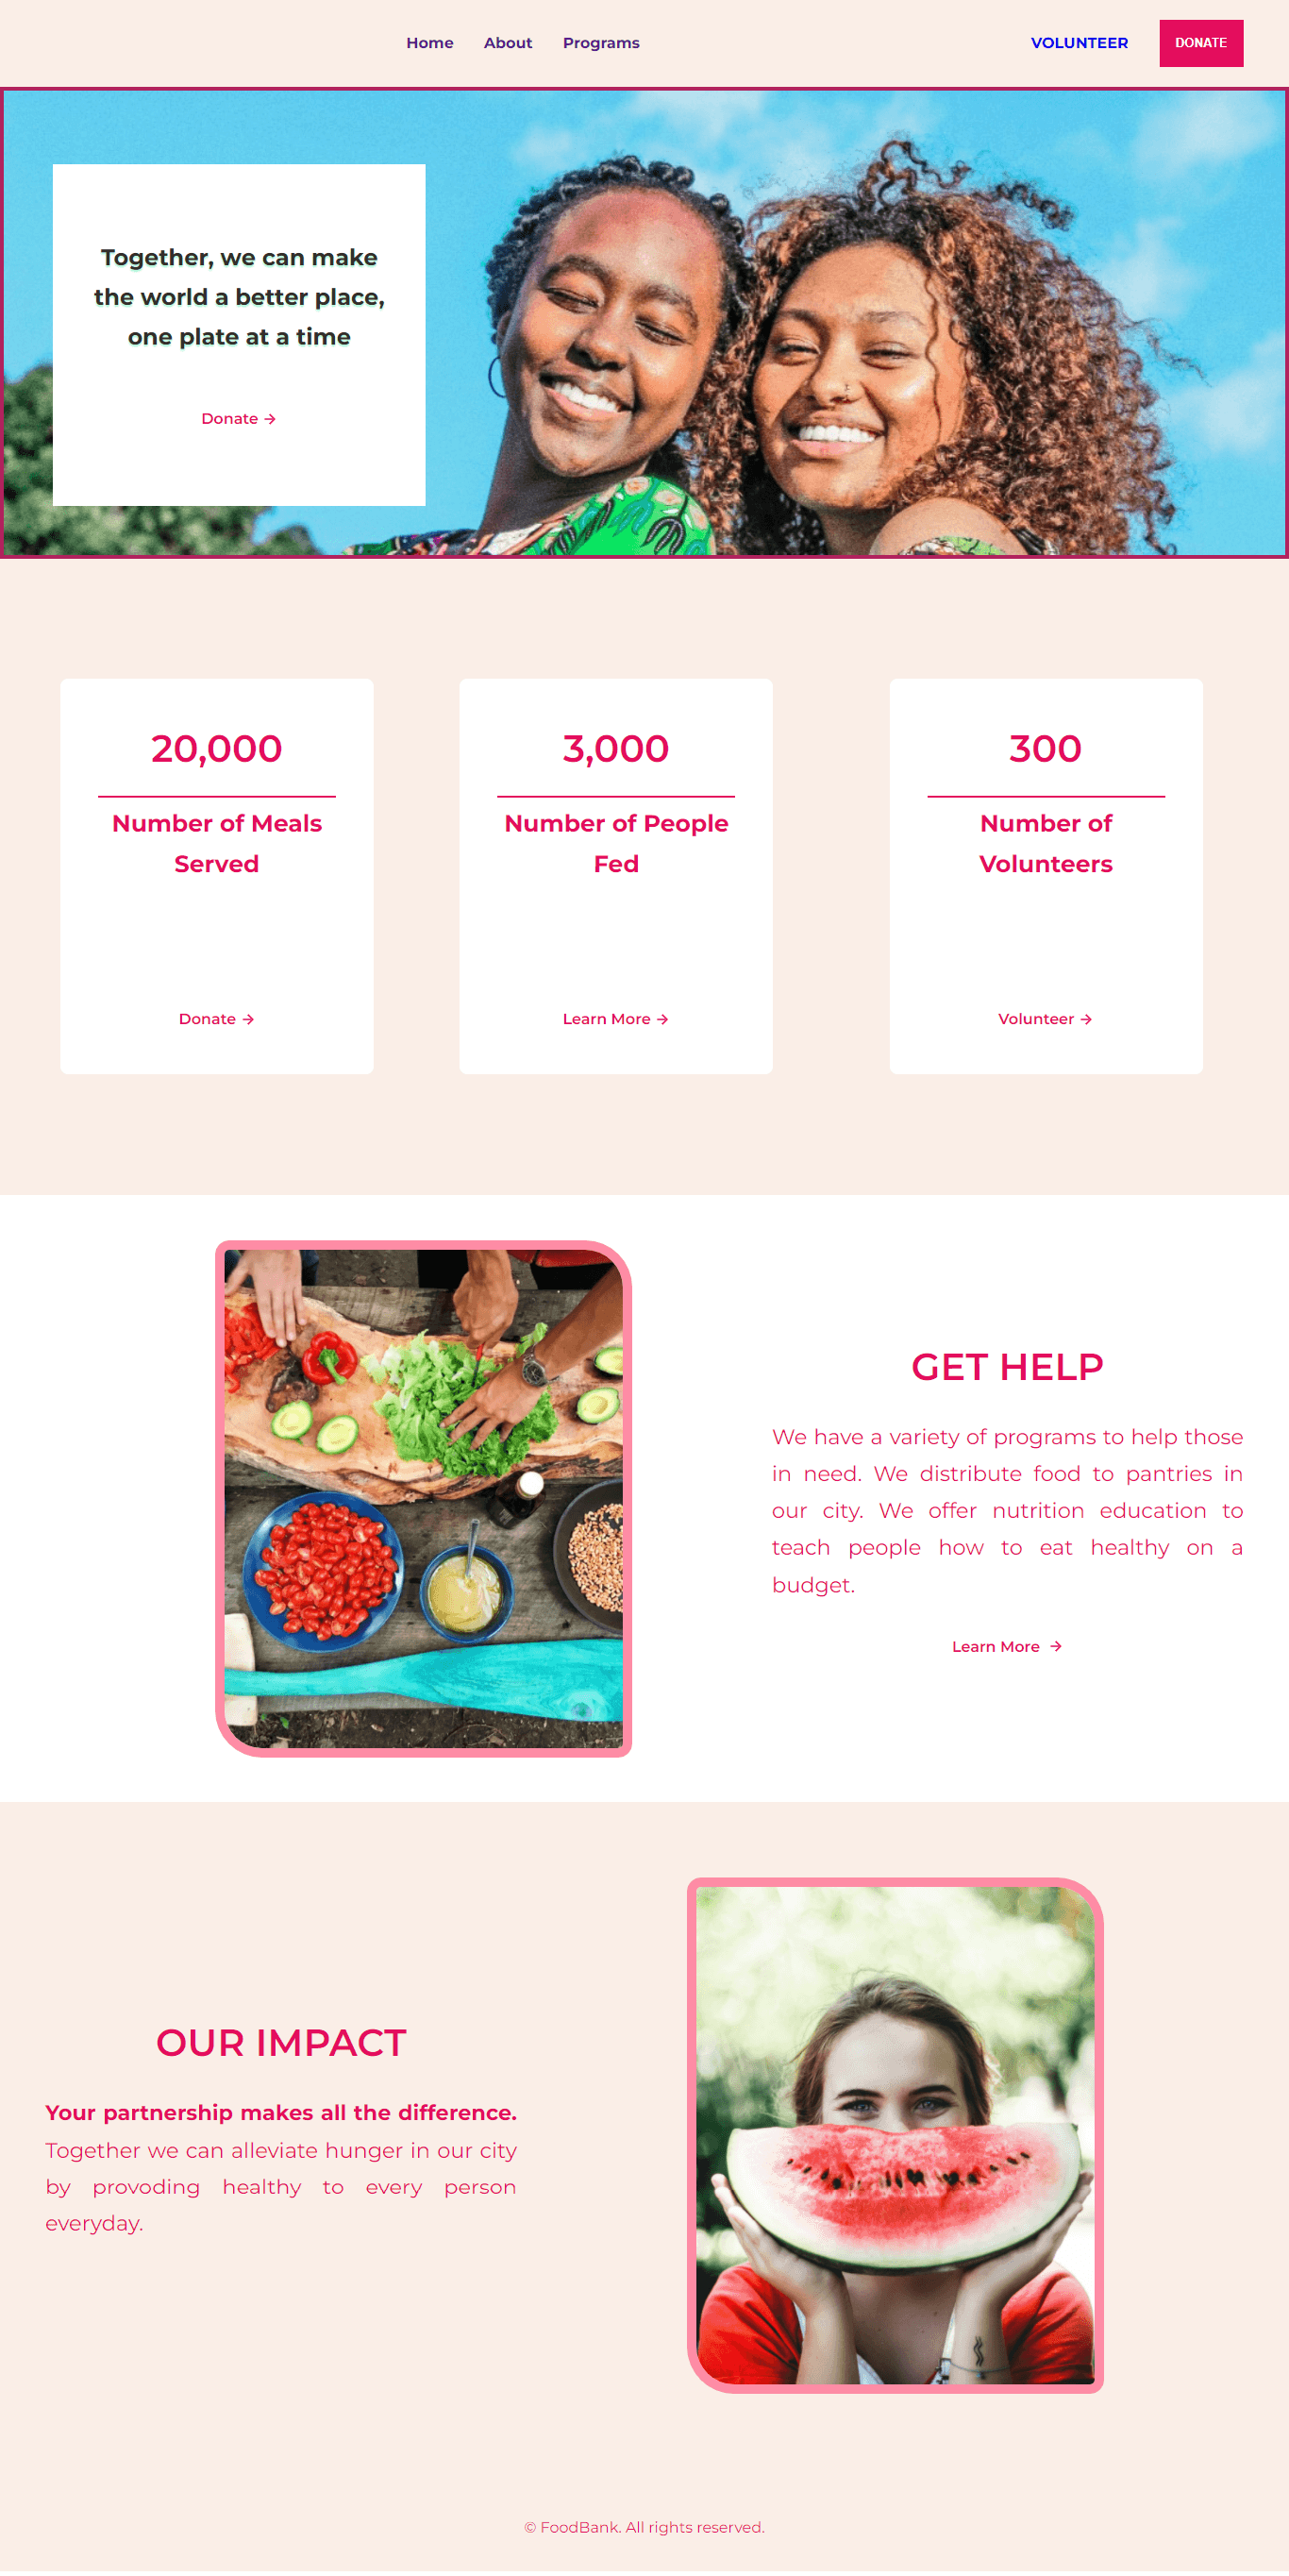 Home About Programs VOLUNTEER DONATE
Together, we can make
the world a better place,
one plate at a time
Donate →
20,000
Number of Meals
Served
Donate →
3,000
Number of People
Fed
Learn More →
300
Number of
Volunteers
Volunteer →
GET HELP
We have a variety of programs to help those
in need. We distribute food to pantries in
our city. We offer nutrition education to
teach people how to eat healthy on a
budget.
Learn More →
OUR IMPACT
Your partnership makes all the difference.
Together we can alleviate hunger in our city
by provoding healthy to every person
everyday.
© FoodBank. All rights reserved.